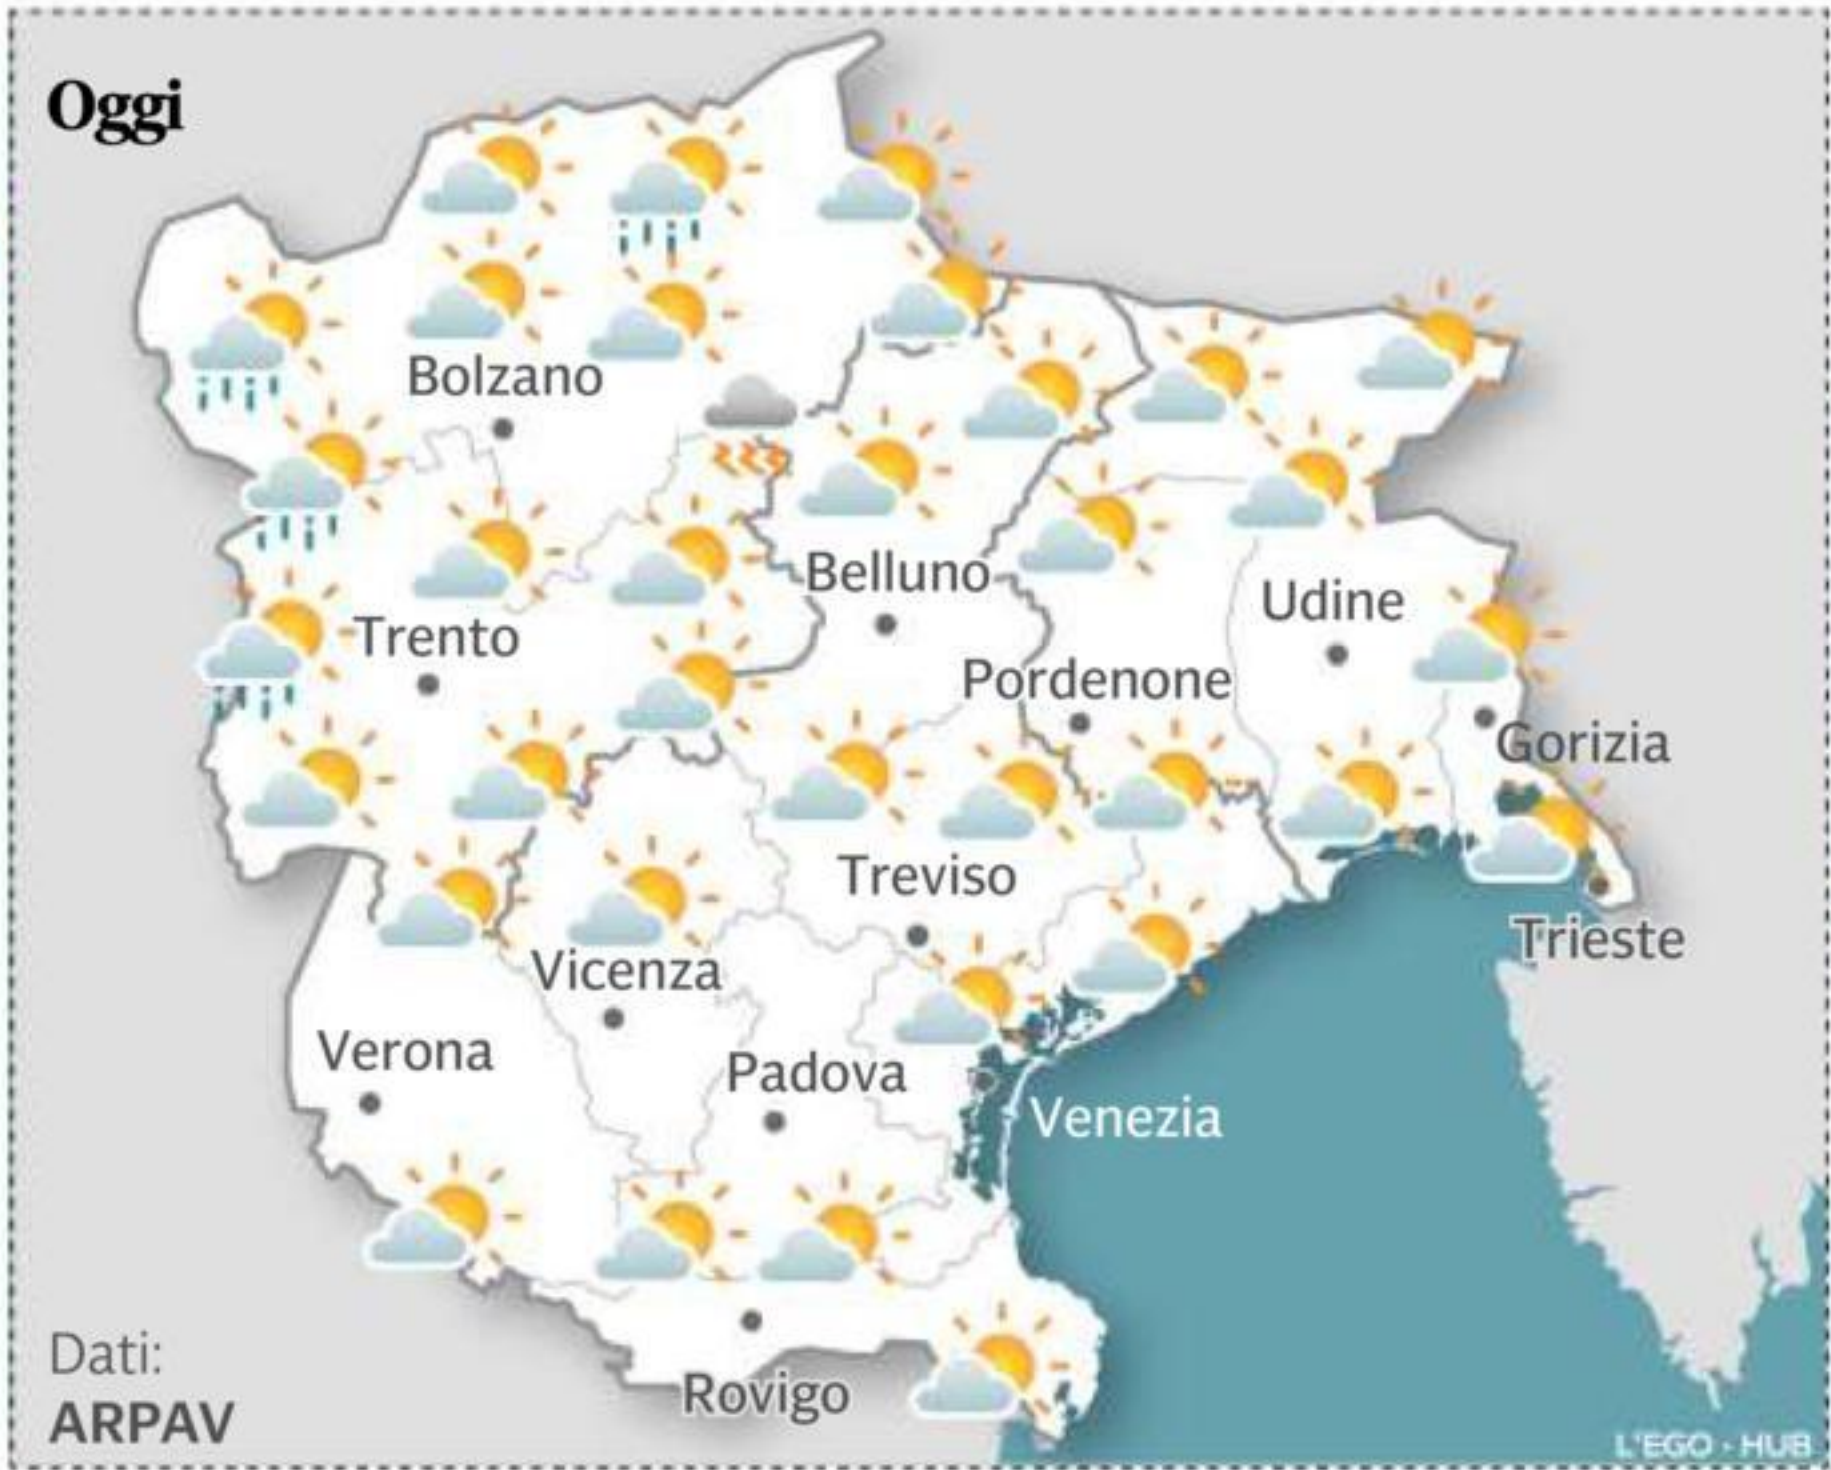 Oggi
Bolzano
Belluno
Udine
Trento
Pordenone
Gorizia
Treviso
Trieste
Vicenza
Verona
Padova
Venezia
Dati:
ARPAV
Rovigo
L'EGO - HUB